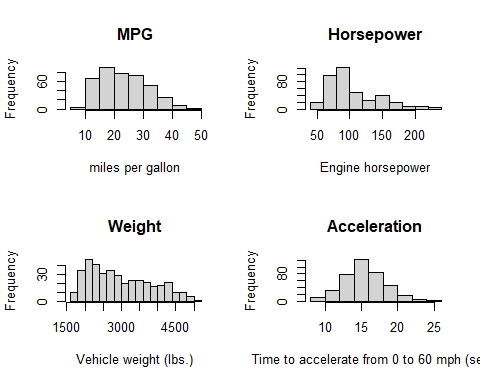 MPG
Frequency
0 60
10 20 30 40 50
miles per gallon
Horsepower
Frequency
0 80
50 100 150 200
Engine horsepower
Weight
Frequency
0 30
1500 3000 4500
Vehicle weight (lbs.)
Acceleration
Frequency
0 80
10 15 20 25
Time to accelerate from 0 to 60 mph (se